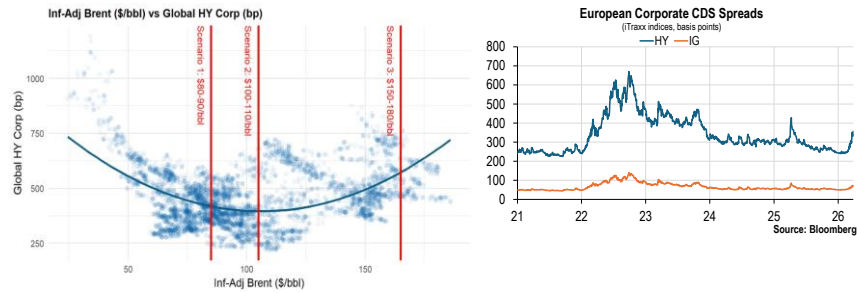 Inf-Adj Brent ($/bbl) vs Global HY Corp (bp)
Global HY Corp (bp)
1000
750
500
250
Scenario 1: $80-90/bbl
Scenario 2: $100-110/bbl
Scenario 3: $150-180/bbl
50
100
150
Inf-Adj Brent ($/bbl)
European Corporate CDS Spreads
(iTraxx indices, basis points)
HY IG
800
700
600
500
400
300
200
100
0
21 22 23 24 25 26
Source: Bloomberg